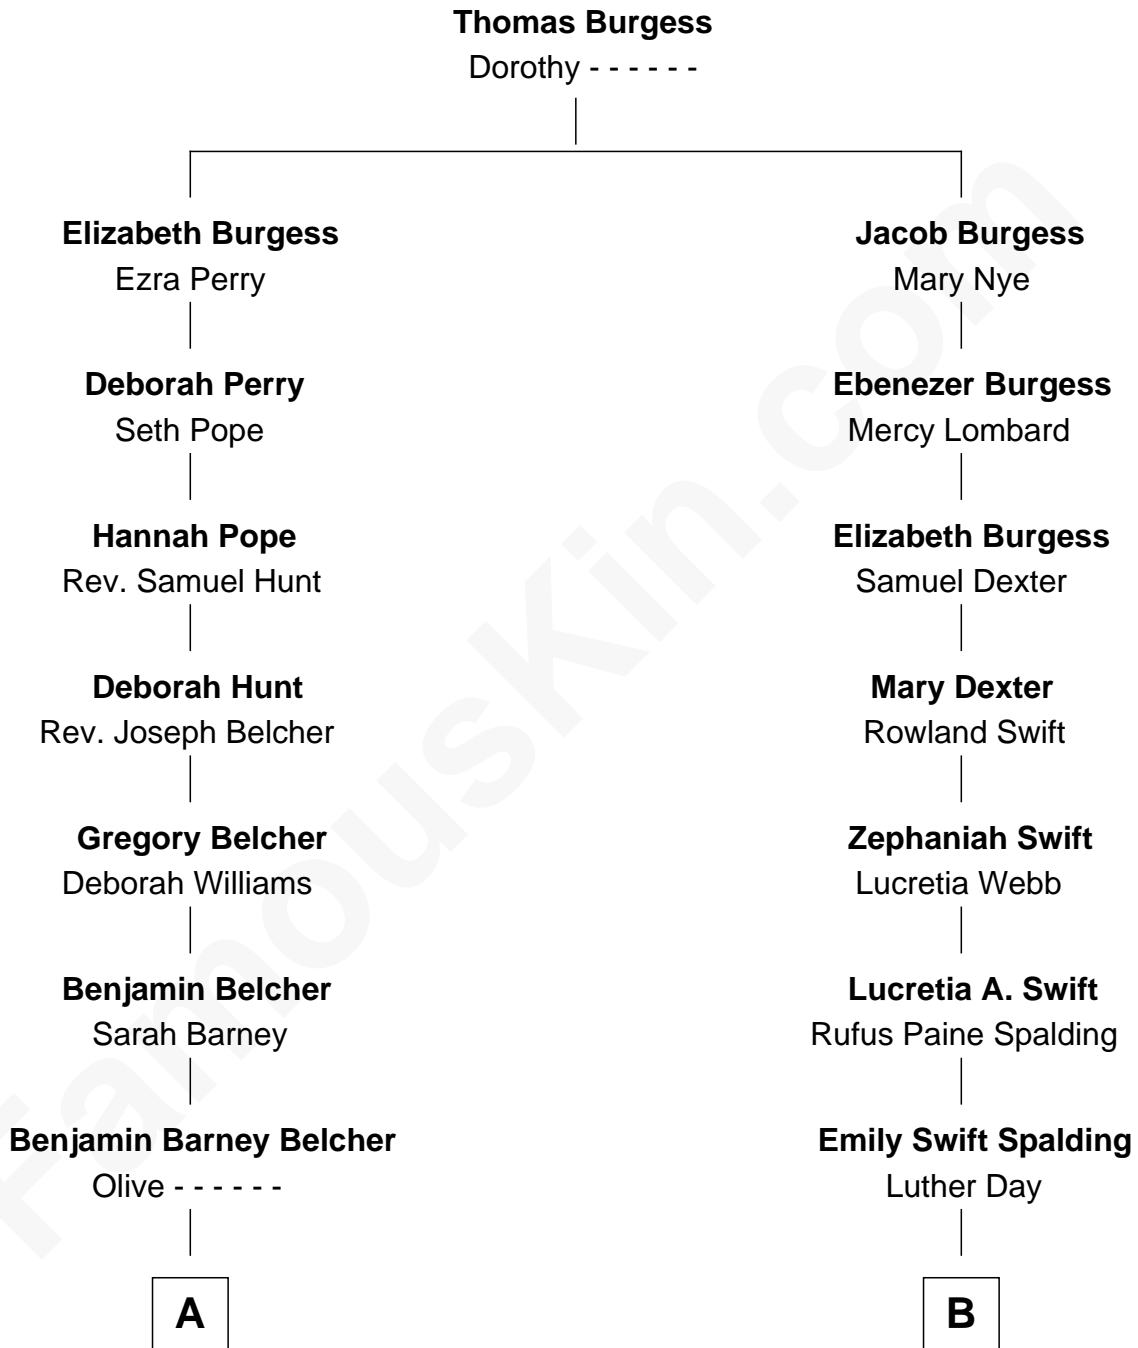 Thomas Burgess
Dorothy - - - - - -
Elizabeth Burgess
Ezra Perry
Deborah Perry
Seth Pope
Hannah Pope
Rev. Samuel Hunt
Deborah Hunt
Rev. Joseph Belcher
Gregory Belcher
Deborah Williams
Benjamin Belcher
Sarah Barney
Benjamin Barney Belcher
Olive - - - - - -
A
Jacob Burgess
Mary Nye
Ebenezer Burgess
Mercy Lombard
Elizabeth Burgess
Samuel Dexter
Mary Dexter
Rowland Swift
Zephaniah Swift
Lucretia Webb
Lucretia A. Swift
Rufus Paine Spalding
Emily Swift Spalding
Luther Day
B
FamousKin.com